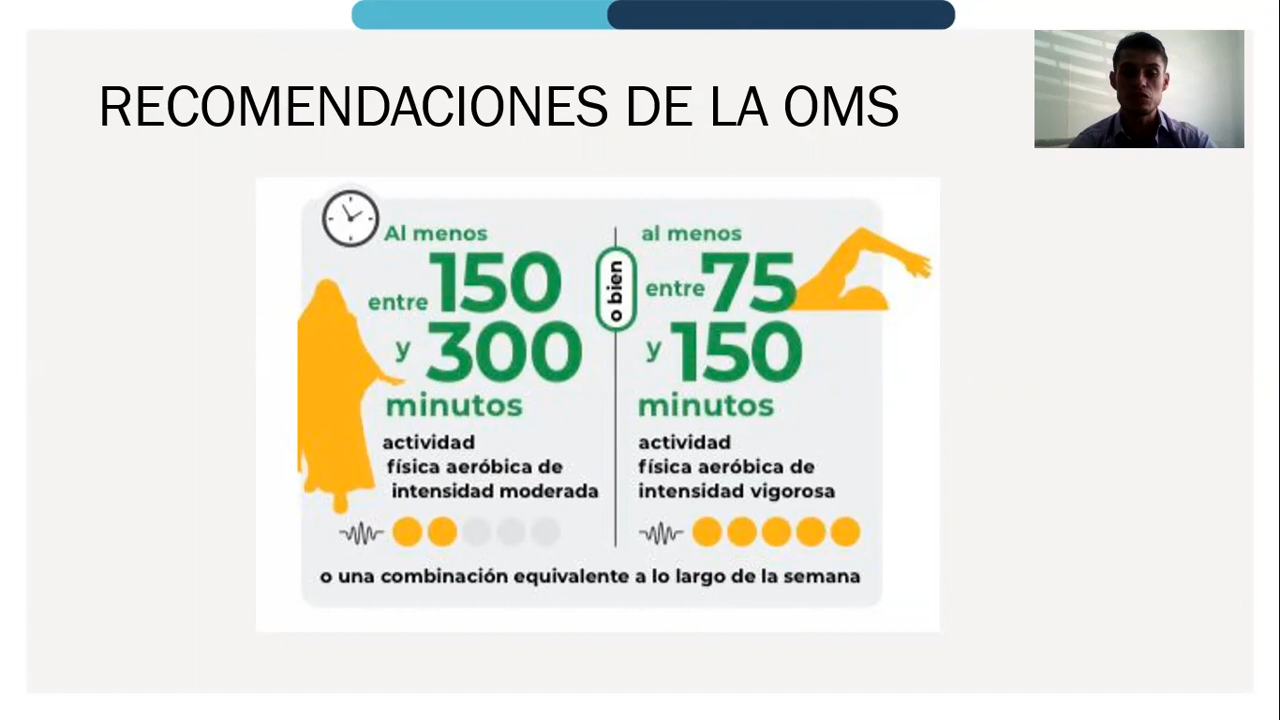 RECOMENDACIONES DE LA OMS
Al menos
entre 150
y 300
minutos
actividad
física aeróbica de
intensidad moderada
o bien
al menos
entre 75
y 150
minutos
actividad
física aeróbica de
intensidad vigorosa
o una combinación equivalente a lo largo de la semana